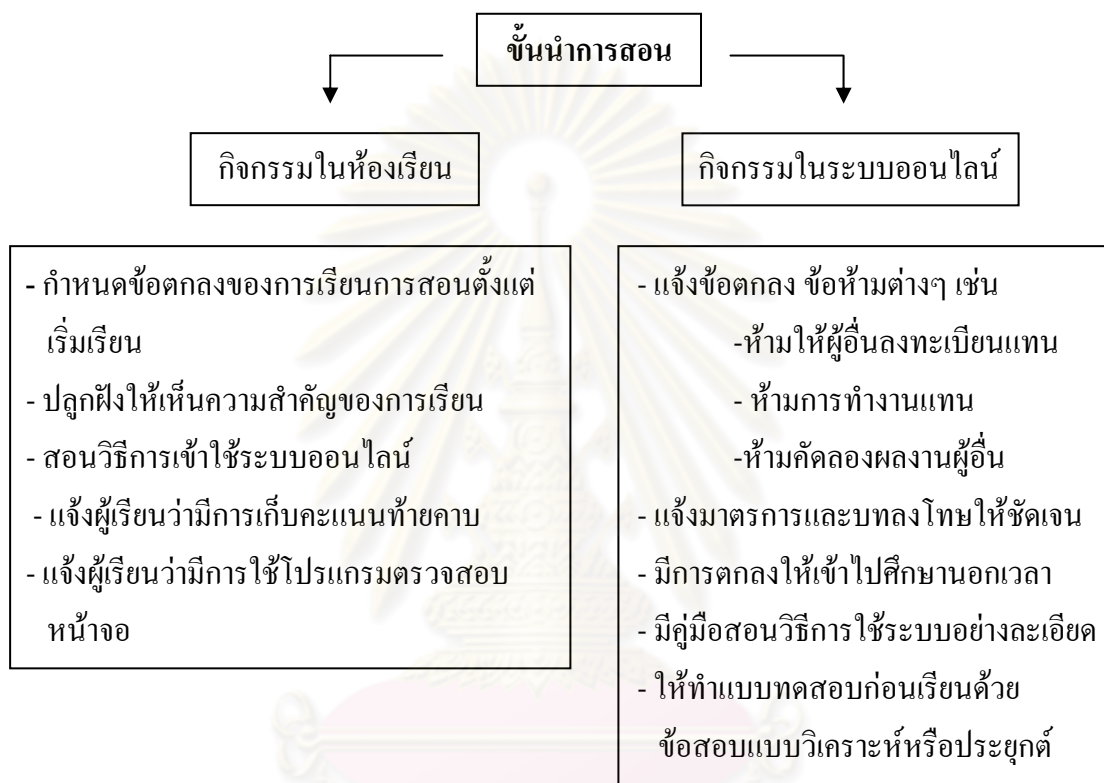 ขั้นนำการสอน
กิจกรรมในห้องเรียน
กิจกรรมในระบบออนไลน์
- กำหนดข้อตกลงของการเรียนการสอนตั้งแต่
เริ่มเรียน
- ปลูกฝังให้เห็นความสำคัญของการเรียน
- สอนวิธีการเข้าใช้ระบบออนไลน์
- แจ้งผู้เรียนว่ามีการเก็บคะแนนท้ายคาบ
- แจ้งผู้เรียนว่ามีการใช้โปรแกรมตรวจสอบ
หน้าจอ
- แจ้งข้อตกลง ข้อห้ามต่างๆ เช่น
-ห้ามให้ผู้อื่นลงทะเบียนแทน
- ห้ามการทำงานแทน
-ห้ามคัดลองผลงานผู้อื่น
- แจ้งมาตรการและบทลงโทษให้ชัดเจน
- มีการตกลงให้เข้าไปศึกษานอกเวลา
- มีคู่มือสอนวิธีการใช้ระบบอย่างละเอียด
- ให้ทำแบบทดสอบก่อนเรียนด้วย
ข้อสอบแบบวิเคราะห์หรือประยุกต์